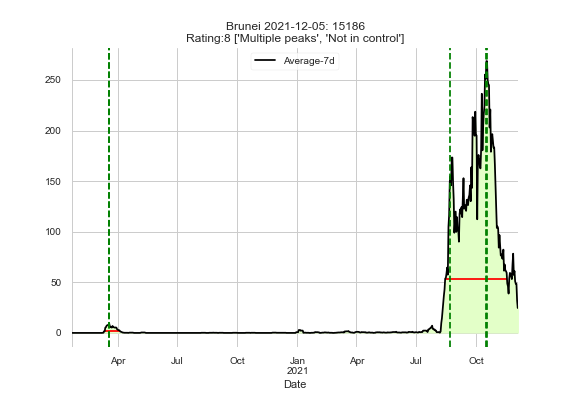 Brunei 2021-12-05: 15186
Rating:8 ['Multiple peaks', 'Not in control']
Average-7d
250
200
150
100
50
0
Apr
Jul
Oct
Jan
2021
Apr
Jul
Oct
Date